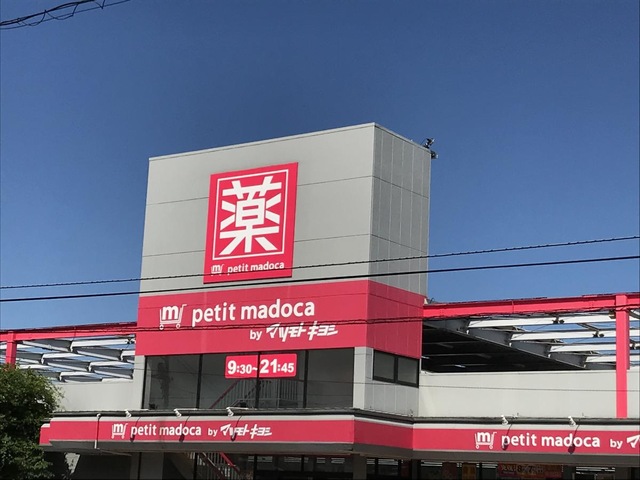 薬
petit madoca
petit madoca
by マツモトキヨシ
9:30~21:45
petit madoca by マツモトキヨシ
petit madoca by マ